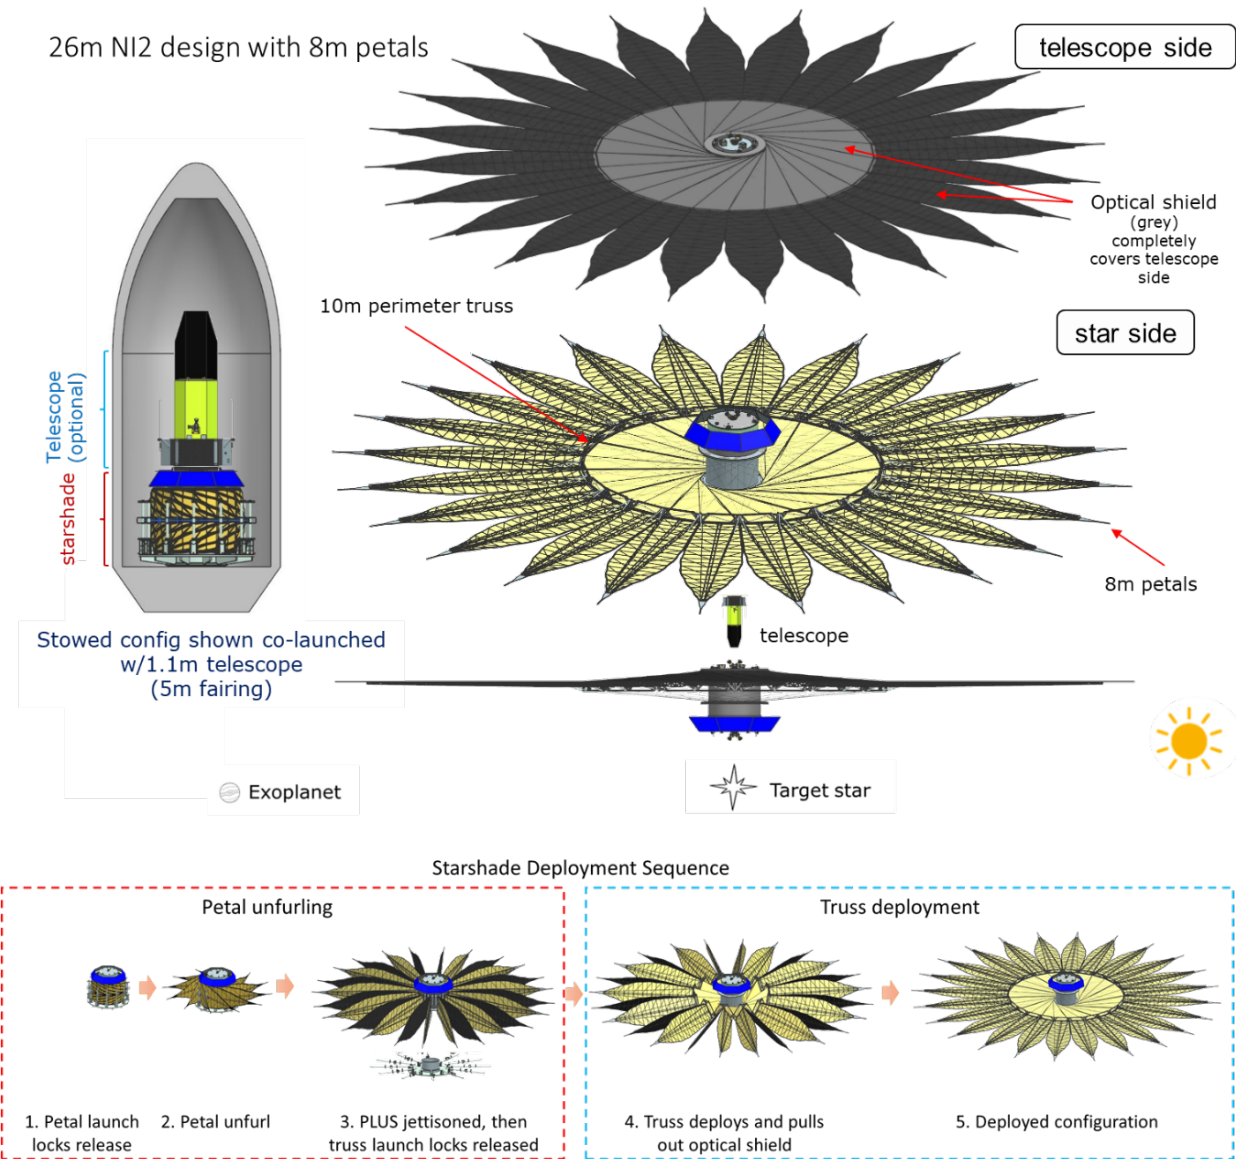 26m NI2 design with 8m petals
telescope side
Optical shield
(grey)
completely
covers telescope
side
10m perimeter truss
star side
Telescope
(optional)
starshade
8m petals
telescope
Stowed config shown co-launched
w/1.1m telescope
(5m fairing)
Exoplanet
Target star
Starshade Deployment Sequence
Petal unfurling
Truss deployment
1. Petal launch
locks release
2. Petal unfurl
3. PLUS jettisoned, then
truss launch locks released
4. Truss deploys and pulls
out optical shield
5. Deployed configuration